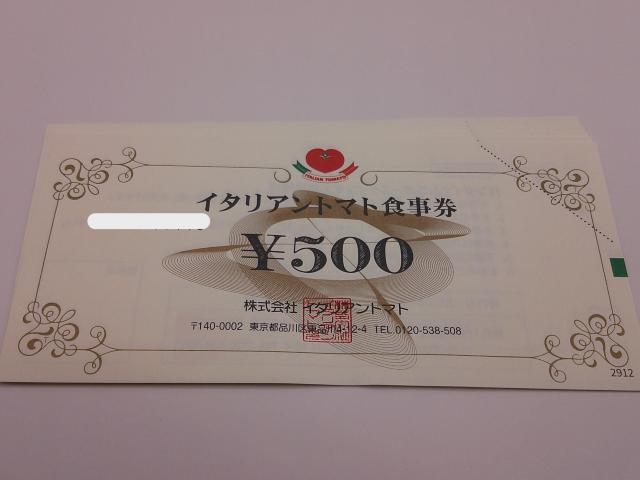 ITALIAN TOMATO
イタリアントマト食事券
¥500
株式会社 イタリアントマト
〒140-0002 東京都品川区東品川4-12-4 TEL.0120-538-508
2912